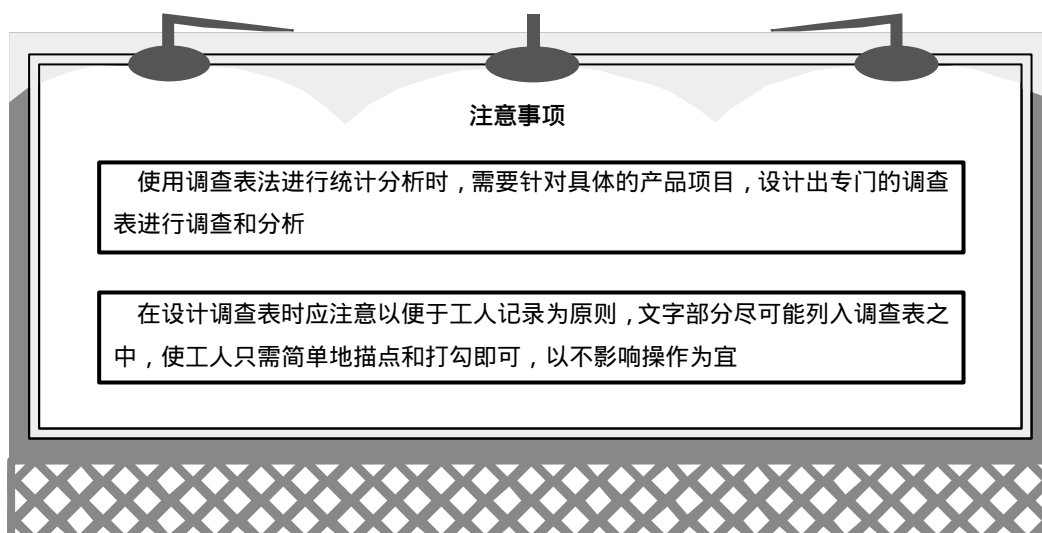 注意事项
使用调查表法进行统计分析时，需要针对具体的产品项目，设计出专门的调查
表进行调查和分析
在设计调查表时应注意以便于工人记录为原则，文字部分尽可能列入调查表之
中，使工人只需简单地描点和打勾即可，以不影响操作为宜